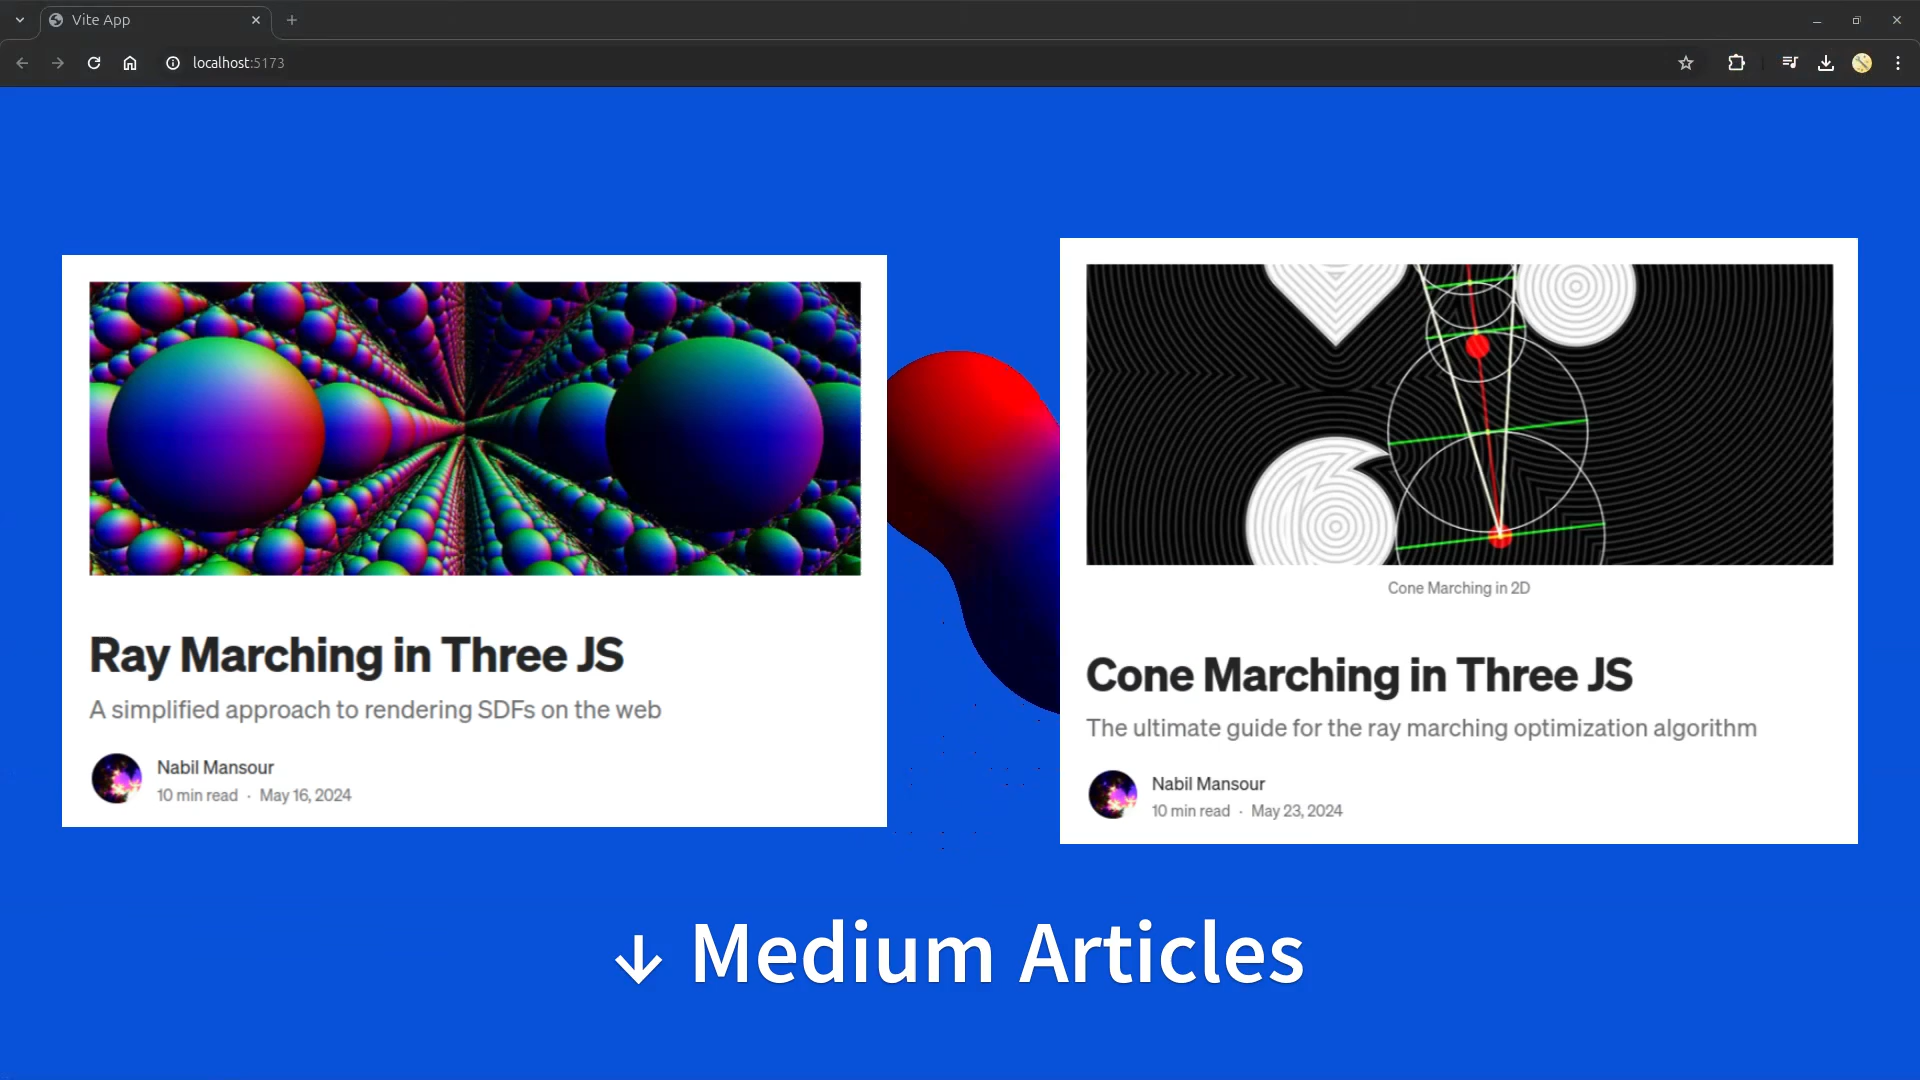 Vite App
localhost:5173
Ray Marching in Three JS
A simplified approach to rendering SDFs on the web
Nabil Mansour
10 min read · May 16, 2024
Cone Marching in 2D
Cone Marching in Three JS
The ultimate guide for the ray marching optimization algorithm
Nabil Mansour
10 min read · May 23, 2024
↓ Medium Articles